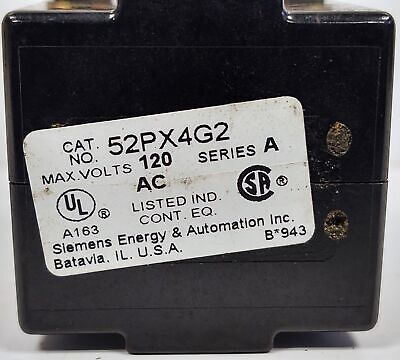 CAT. NO. 52PX4G2
MAX. VOLTS 120 SERIES A
AC
UL LISTED IND. SA
A163 CONT. EQ. B*943
Siemens Energy & Automation Inc.
Batavia, IL. U.S.A.